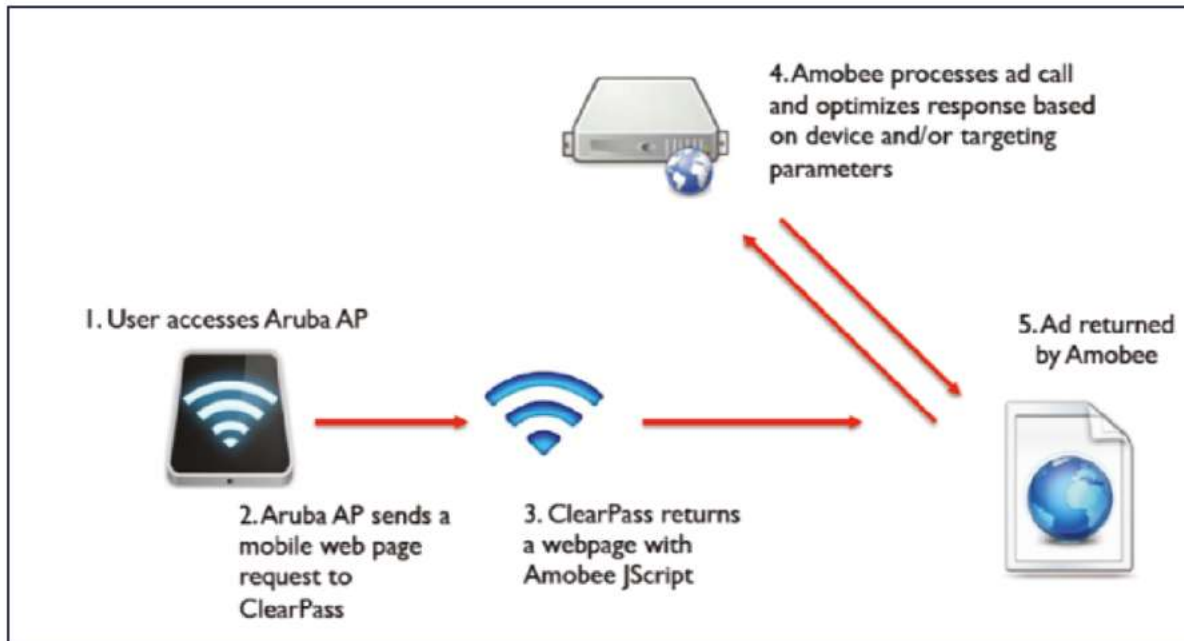 4. Amobee processes ad call
and optimizes response based
on device and/or targeting
parameters
1. User accesses Aruba AP
5. Ad returned
by Amobee
2. Aruba AP sends a
mobile web page
request to
ClearPass
3. ClearPass returns
a webpage with
Amobee JScript